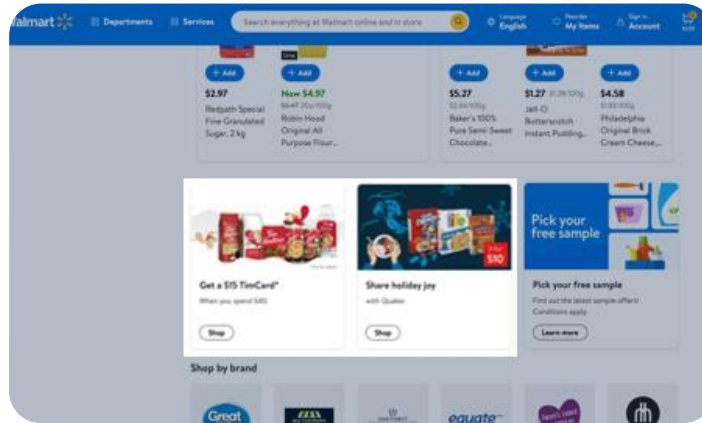 Walmart
Departments
Services
Search everything at Walmart online and in store
Language
English
Reorder
My Items
Sign in
Account
+ Add
+ Add
+ Add
+ Add
+ Add
$2.97
Redpath Special
Fine Granulated
Sugar, 2 kg
Now $4.97
Robin Hood
Original All
Purpose Flour...
$5.27
Baker's 100%
Pure Semi-Sweet
Chocolate...
$1.27
Jell-O
Butterscotch
Instant Pudding...
$4.58
Philadelphia
Original Brick
Cream Cheese...
Get a $15 TimCard*
When you spend $40.
Shop
$10
Share holiday joy
with Quaker.
Shop
Pick your
free sample
Pick your free sample
Find out the latest sample offers!
Conditions apply.
Learn more
Shop by brand
Great
equate